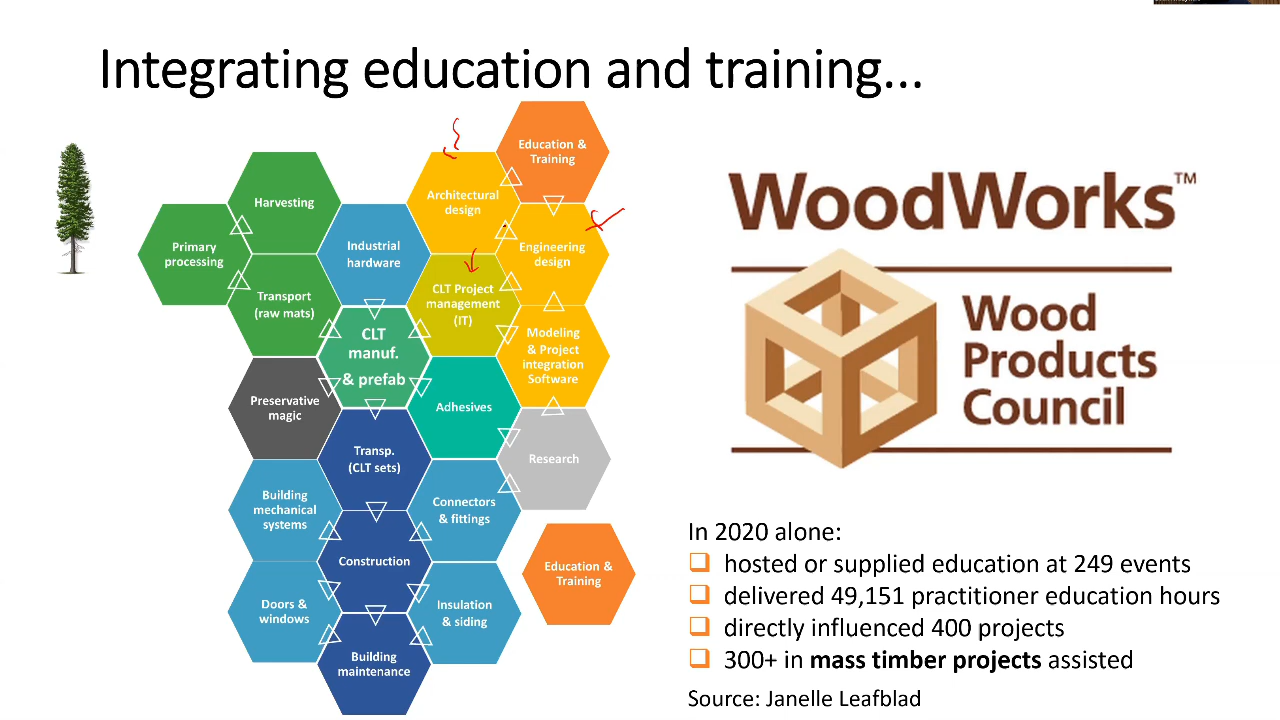 Integrating education and training...
Education &
Training
Architectural
design
Harvesting
Industrial
hardware
Engineering
design
Primary
processing
Transport
(raw mats)
CLT Project
management
(IT)
CLT
manuf.
& prefab
Modeling
& Project
integration
Software
Preservative
magic
Adhesives
Transp.
(CLT sets)
Research
Building
mechanical
systems
Connectors
& fittings
Construction
Education &
Training
Doors &
windows
Insulation
& siding
Building
maintenance
WoodWorks™
Wood
Products
Council
In 2020 alone:
hosted or supplied education at 249 events
delivered 49,151 practitioner education hours
directly influenced 400 projects
300+ in mass timber projects assisted
Source: Janelle Leafblad